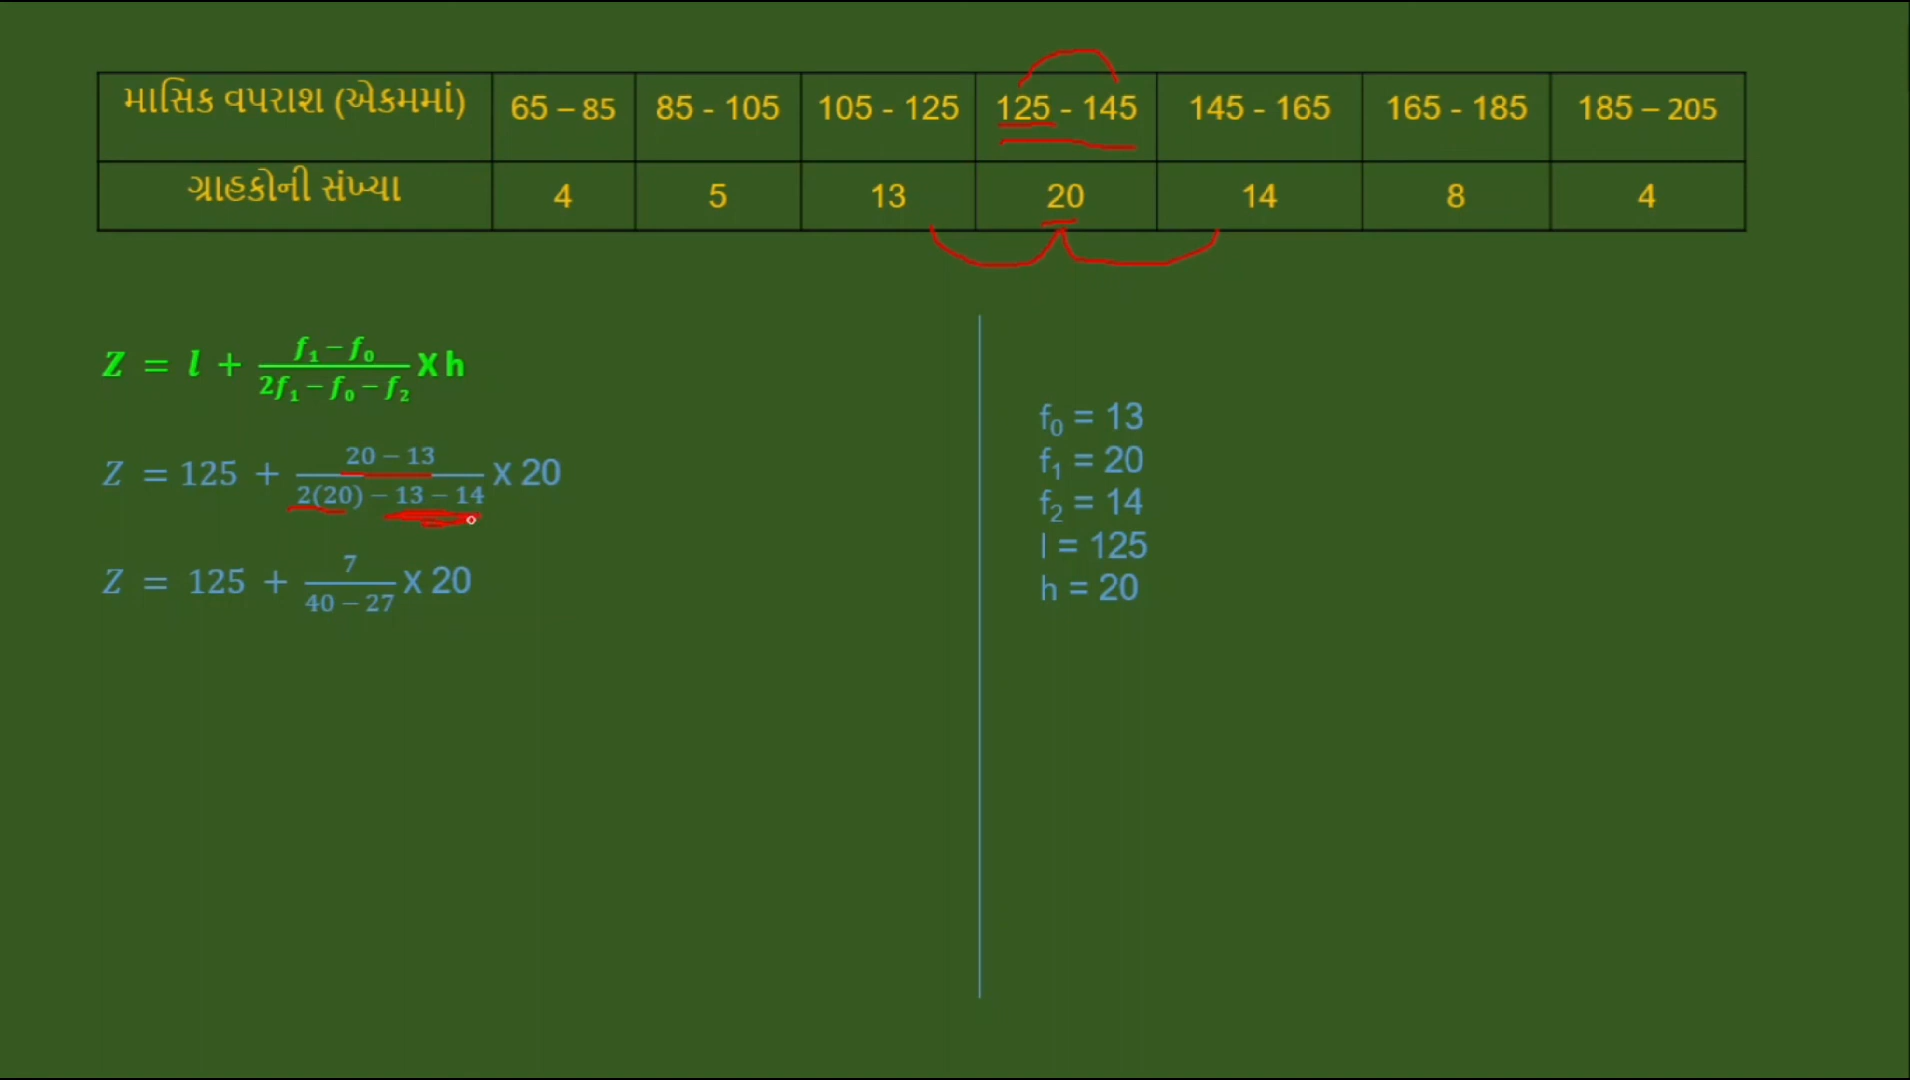 માસિક વપરાશ (એકમમાં) 65 – 85 85 - 105 105 - 125 125 - 145 145 - 165 165 - 185 185 – 205
ગ્રાહકોની સંખ્યા 4 5 13 20 14 8 4
Z = l + (f₁ – f₀)/(2f₁ – f₀ – f₂) X h
Z = 125 + (20 – 13)/(2(20) – 13 – 14) X 20
Z = 125 + 7/(40 – 27) X 20
f₀ = 13
f₁ = 20
f₂ = 14
l = 125
h = 20